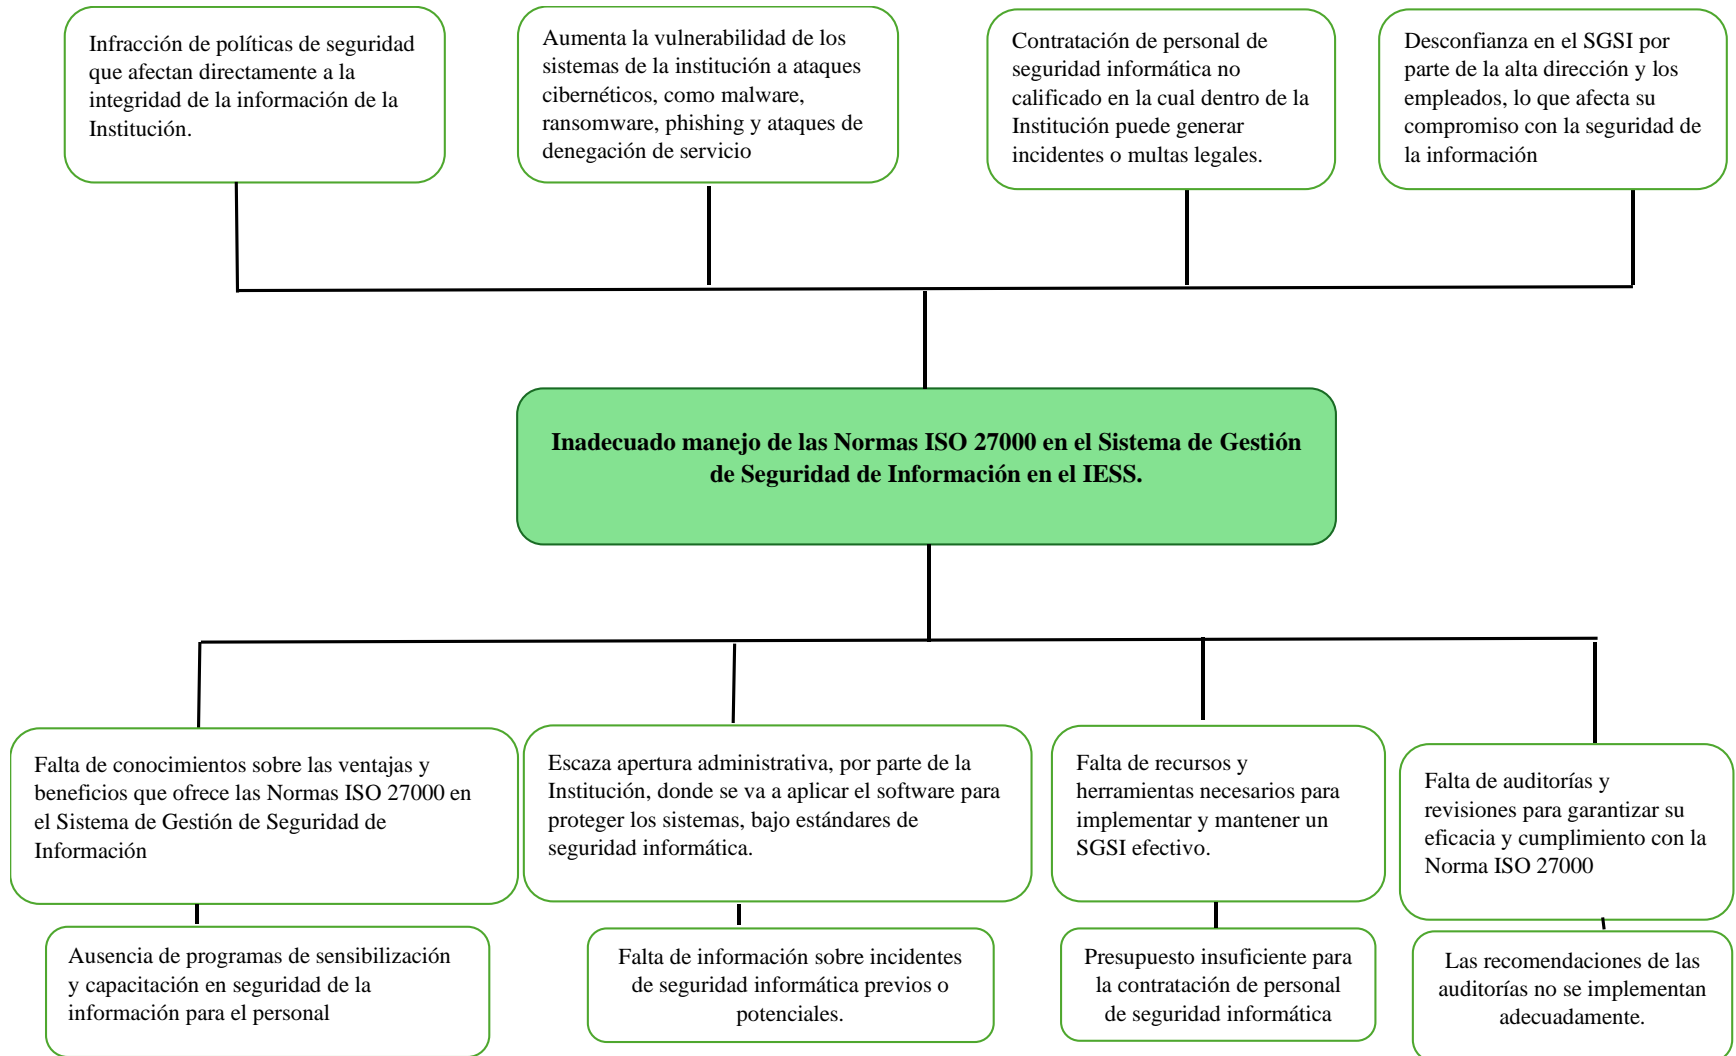 Infracción de políticas de seguridad
que afectan directamente a la
integridad de la información de la
Institución.
Aumenta la vulnerabilidad de los
sistemas de la institución a ataques
cibernéticos, como malware,
ransomware, phishing y ataques de
denegación de servicio
Contratación de personal de
seguridad informática no
calificado en la cual dentro de la
Institución puede generar
incidentes o multas legales.
Desconfianza en el SGSI por
parte de la alta dirección y los
empleados, lo que afecta su
compromiso con la seguridad de
la información
Inadecuado manejo de las Normas ISO 27000 en el Sistema de Gestión
de Seguridad de Información en el IESS.
Falta de conocimientos sobre las ventajas y
beneficios que ofrece las Normas ISO 27000 en
el Sistema de Gestión de Seguridad de
Información
Escaza apertura administrativa, por parte de la
Institución, donde se va a aplicar el software para
proteger los sistemas, bajo estándares de
seguridad informática.
Falta de recursos y
herramientas necesarios para
implementar y mantener un
SGSI efectivo.
Falta de auditorías y
revisiones para garantizar su
eficacia y cumplimiento con la
Norma ISO 27000
Ausencia de programas de sensibilización
y capacitación en seguridad de la
información para el personal
Falta de información sobre incidentes
de seguridad informática previos o
potenciales.
Presupuesto insuficiente para
la contratación de personal
de seguridad informática
Las recomendaciones de las
auditorías no se implementan
adecuadamente.